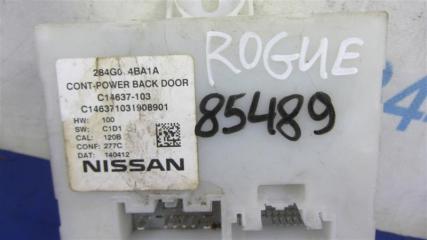 284G0 4BA1A
CONT-POWER BACK DOOR
C14637-103
C146371031908901
HW: 100
SW: C1D1
CAL: 120B
CONF: 277C
DAT: 140412
NISSAN
ROGUE
85489